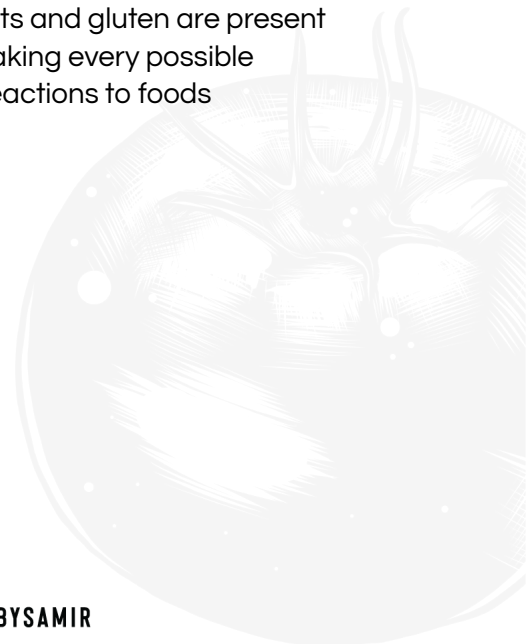 ts and gluten are present
aking every possible
eactions to foods
BYSAMIR